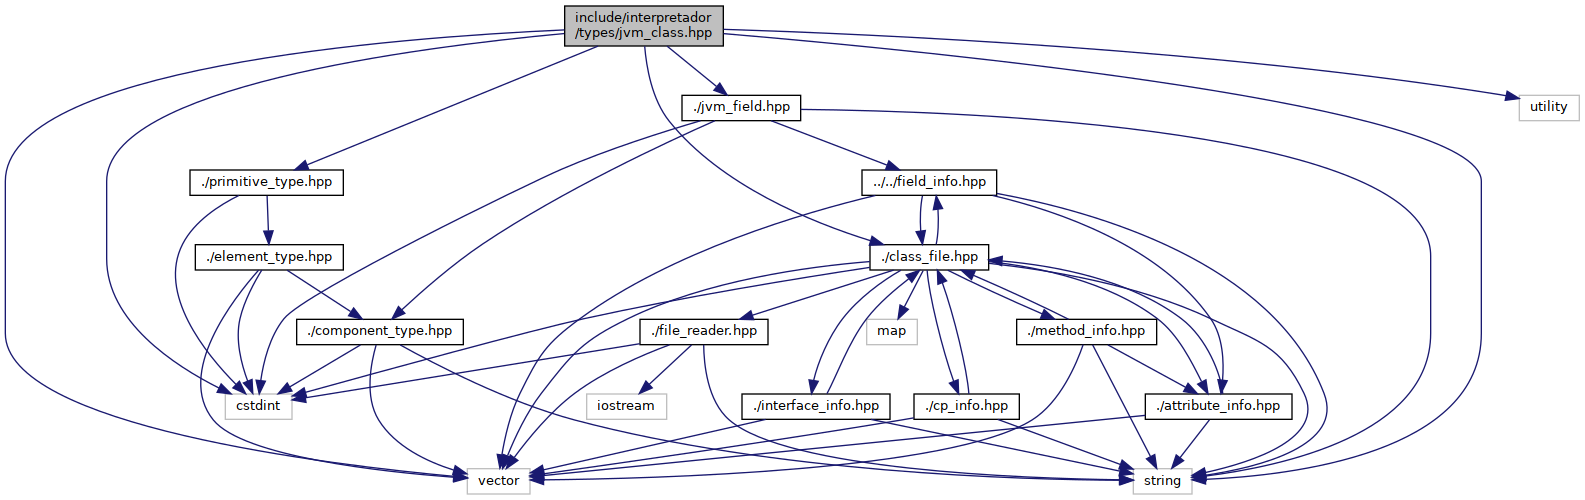 include/interpretador
/types/jvm_class.hpp
./jvm_field.hpp
utility
./primitive_type.hpp
../../field_info.hpp
./element_type.hpp
./class_file.hpp
./component_type.hpp
./file_reader.hpp
map
./method_info.hpp
cstdint
iostream
./interface_info.hpp
./cp_info.hpp
./attribute_info.hpp
vector
string